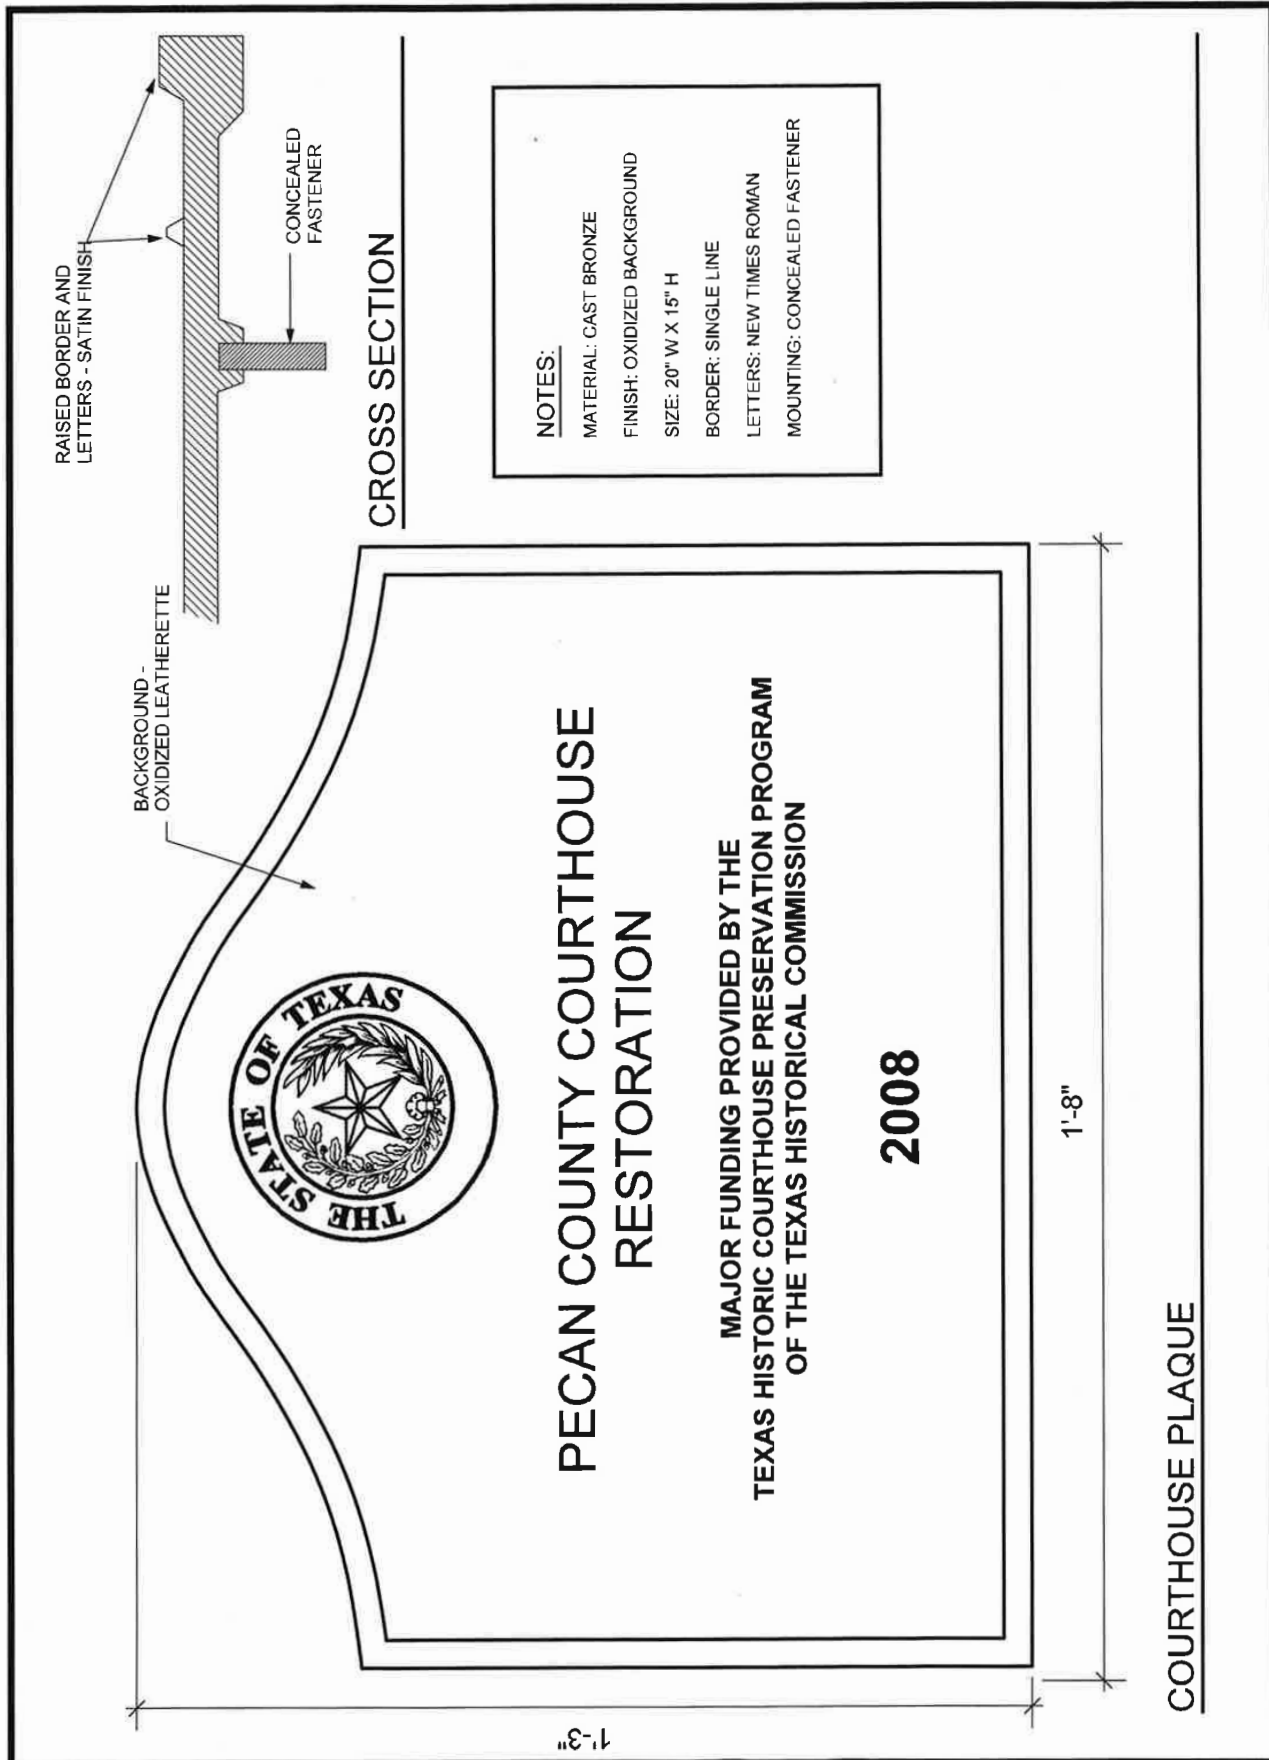 BACKGROUND -
OXIDIZED LEATHERETTE
RAISED BORDER AND
LETTERS - SATIN FINISH
CONCEALED
FASTENER
CROSS SECTION
THE STATE OF TEXAS
PECAN COUNTY COURTHOUSE
RESTORATION
MAJOR FUNDING PROVIDED BY THE
TEXAS HISTORIC COURTHOUSE PRESERVATION PROGRAM
OF THE TEXAS HISTORICAL COMMISSION
2008
1'-3"
1'-8"
NOTES:
MATERIAL: CAST BRONZE
FINISH: OXIDIZED BACKGROUND
SIZE: 20" W X 15" H
BORDER: SINGLE LINE
LETTERS: NEW TIMES ROMAN
MOUNTING: CONCEALED FASTENER
COURTHOUSE PLAQUE